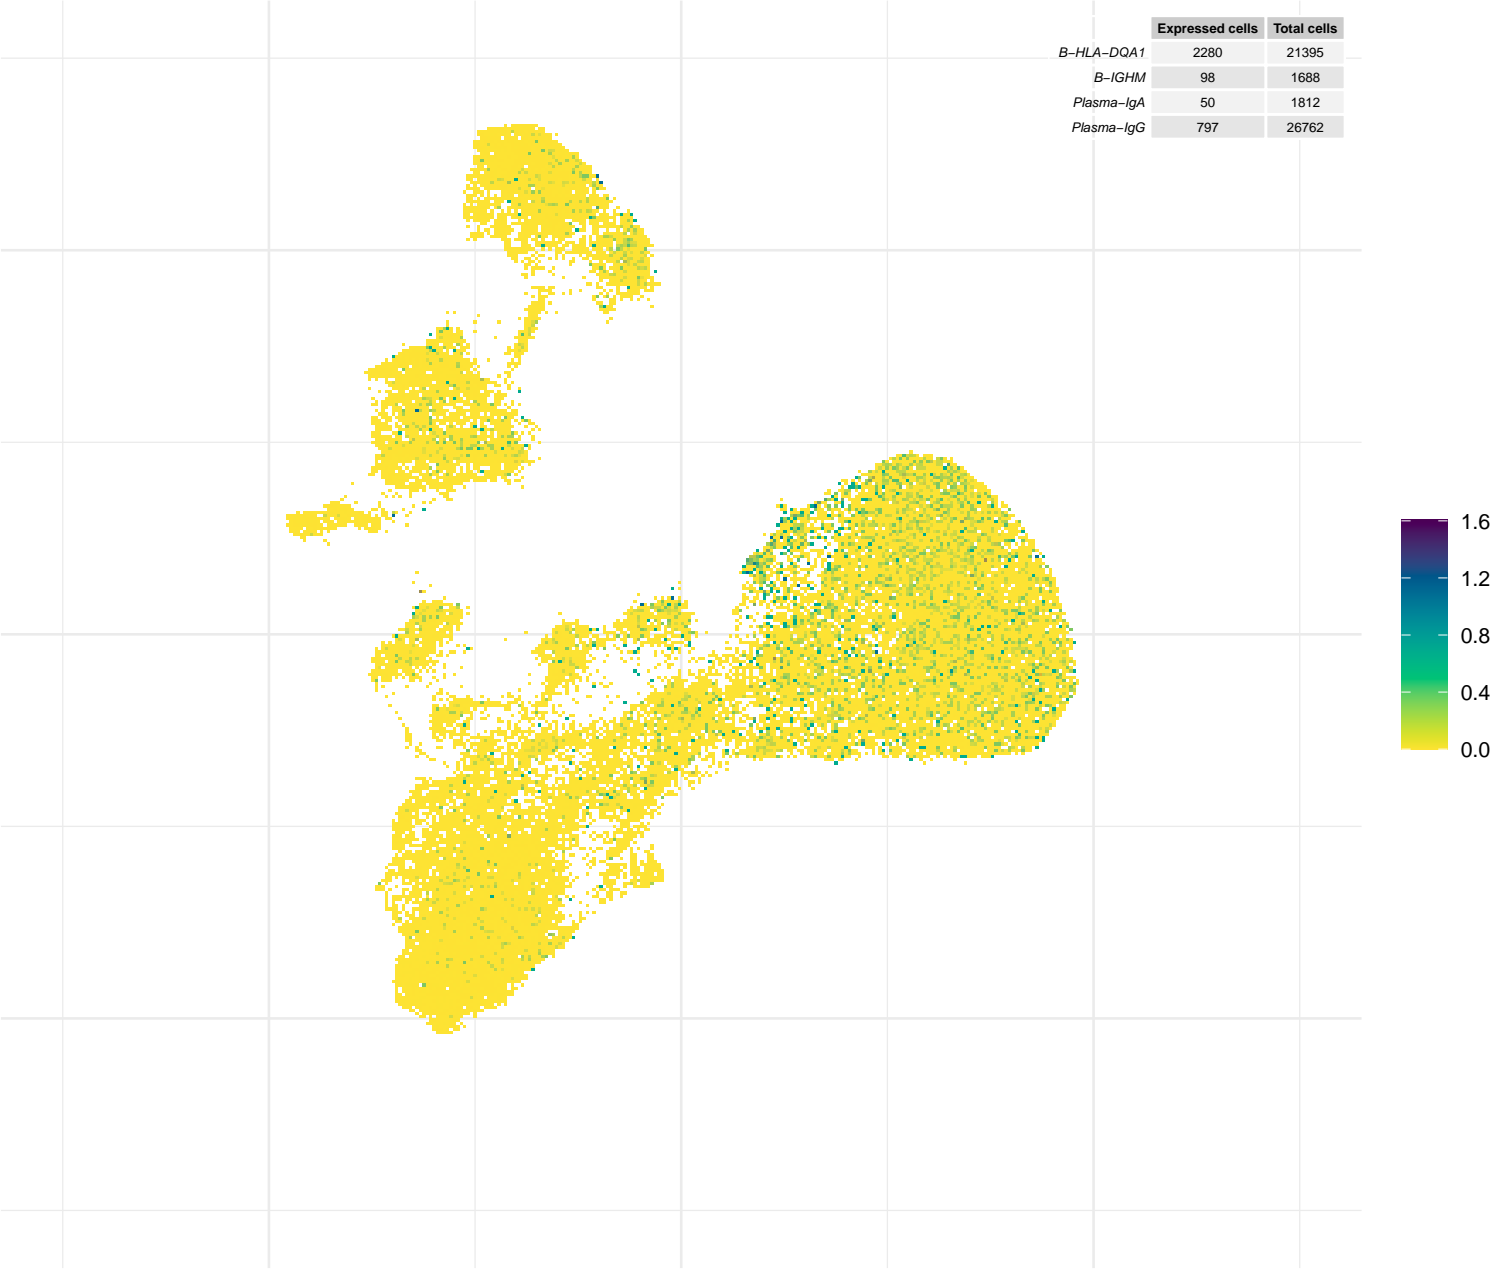 Expressed cells Total cells
B−HLA−DQA1 2280 21395
B−IGHM 98 1688
Plasma−IgA 50 1812
Plasma−IgG 797 26762
1.6
1.2
0.8
0.4
0.0